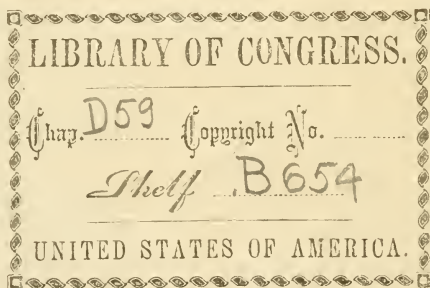 LIBRARY OF CONGRESS.
Chap. D59 Copyright No. ............
Shelf .B654
UNITED STATES OF AMERICA.